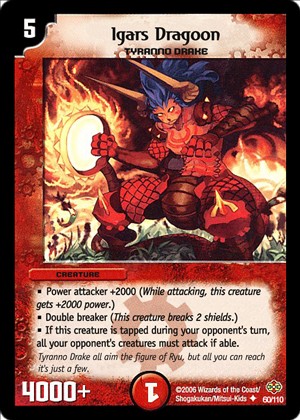 5
Igars Dragoon
TYRANNO DRAKE
CREATURE
▪ Power attacker +2000 (While attacking, this creature
gets +2000 power.)
▪ Double breaker (This creature breaks 2 shields.)
▪ If this creature is tapped during your opponent's turn,
all your opponent's creatures must attack if able.
Tyranno Drake all aim the figure of Ryu, but all you can reach
it's just a few.
4000+
1
©2006 Wizards of the Coast/
Shogakukan/Mitsui-Kids ✦ 60/110